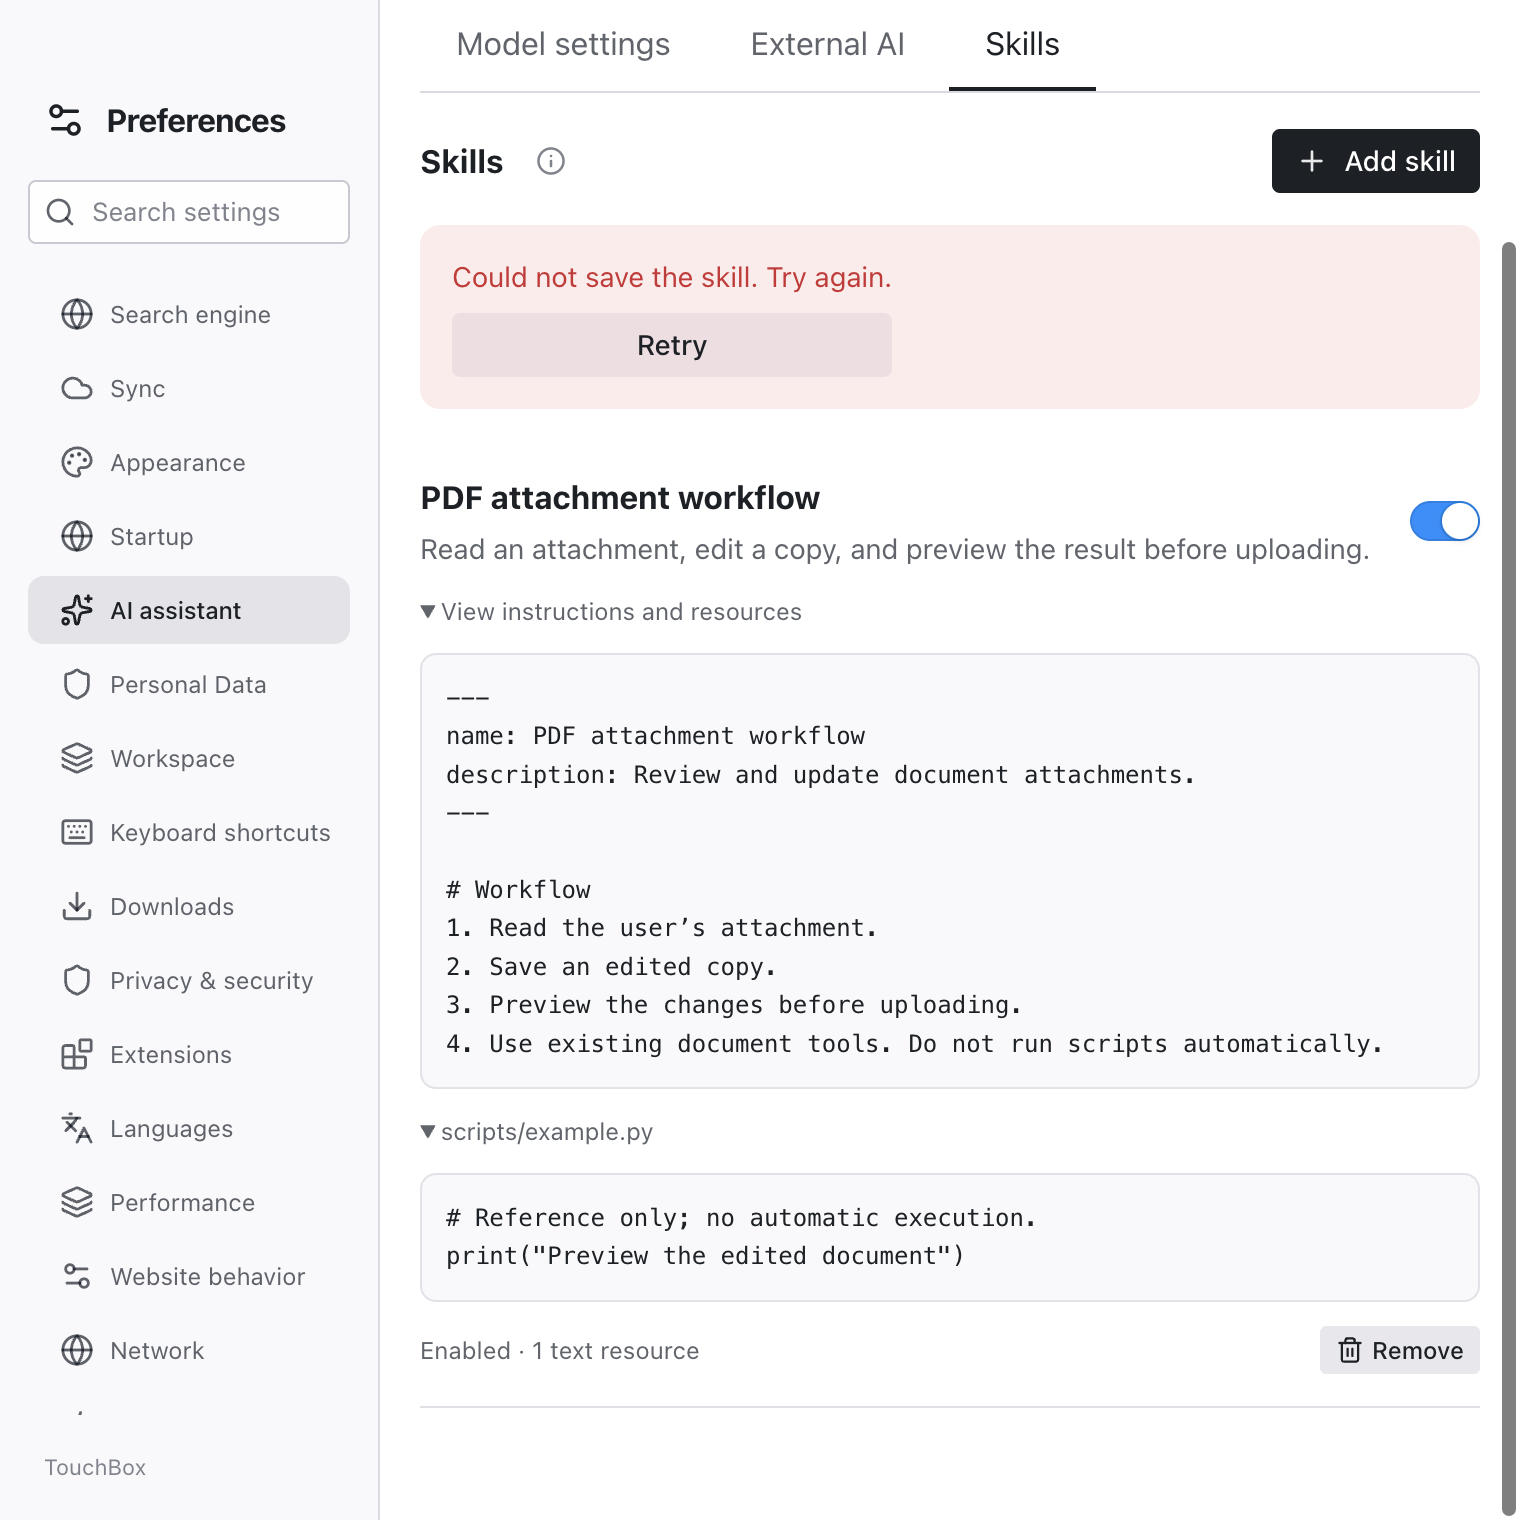 Preferences
Search settings
Search engine
Sync
Appearance
Startup
AI assistant
Personal Data
Workspace
Keyboard shortcuts
Downloads
Privacy & security
Extensions
Languages
Performance
Website behavior
Network
TouchBox
Model settings
External AI
Skills
Skills
Add skill
Could not save the skill. Try again.
Retry
PDF attachment workflow
Read an attachment, edit a copy, and preview the result before uploading.
View instructions and resources
---
name: PDF attachment workflow
description: Review and update document attachments.
---
# Workflow
1. Read the user’s attachment.
2. Save an edited copy.
3. Preview the changes before uploading.
4. Use existing document tools. Do not run scripts automatically.
scripts/example.py
# Reference only; no automatic execution.
print("Preview the edited document")
Enabled · 1 text resource
Remove